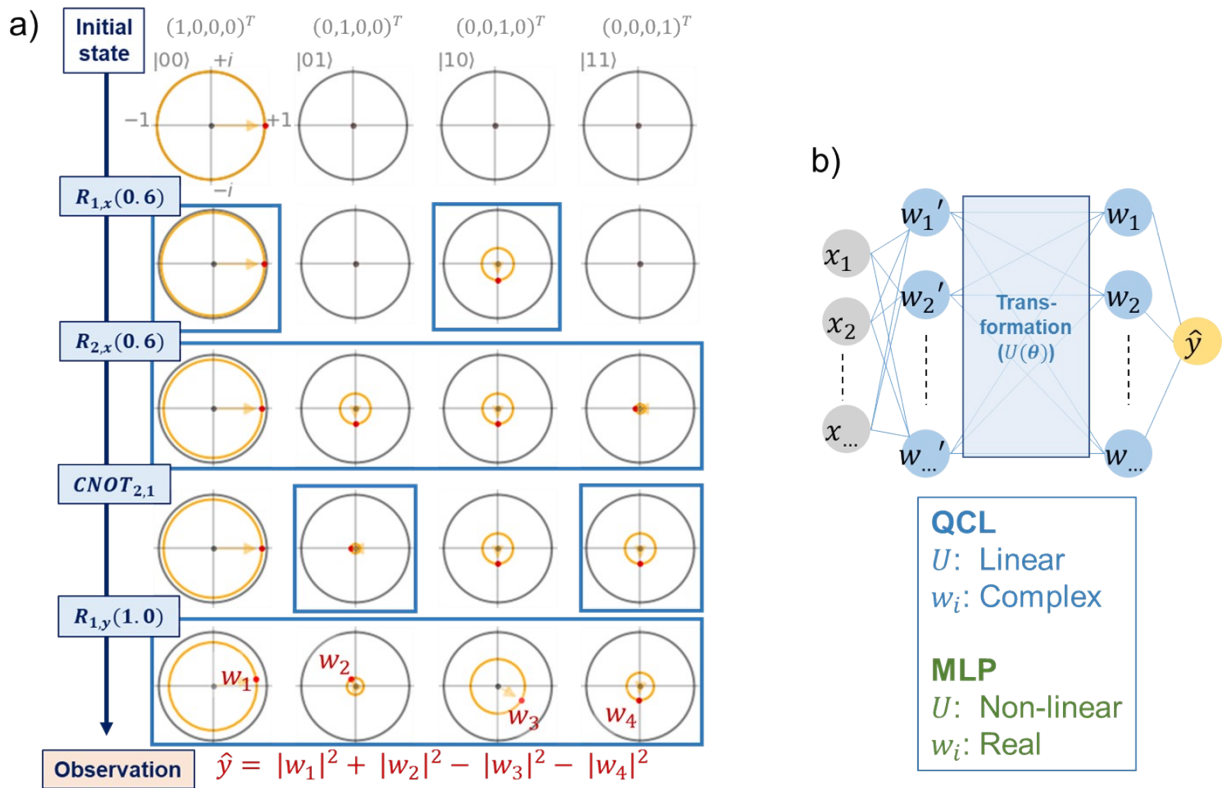 a)
Initial
state
(1,0,0,0)^T
(0,1,0,0)^T
(0,0,1,0)^T
(0,0,0,1)^T
|00⟩
+i
|01⟩
|10⟩
|11⟩
−1
+1
−i
R_{1,x}(0.6)
R_{2,x}(0.6)
CNOT_{2,1}
R_{1,y}(1.0)
w_1
w_2
w_3
w_4
Observation
ŷ = |w_1|^2 + |w_2|^2 − |w_3|^2 − |w_4|^2
b)
x_1
x_2
x_{...}
w_1′
w_2′
w_{...}′
Trans-
formation
(U(θ))
w_1
w_2
w_{...}
ŷ
QCL
U: Linear
w_i: Complex
MLP
U: Non-linear
w_i: Real